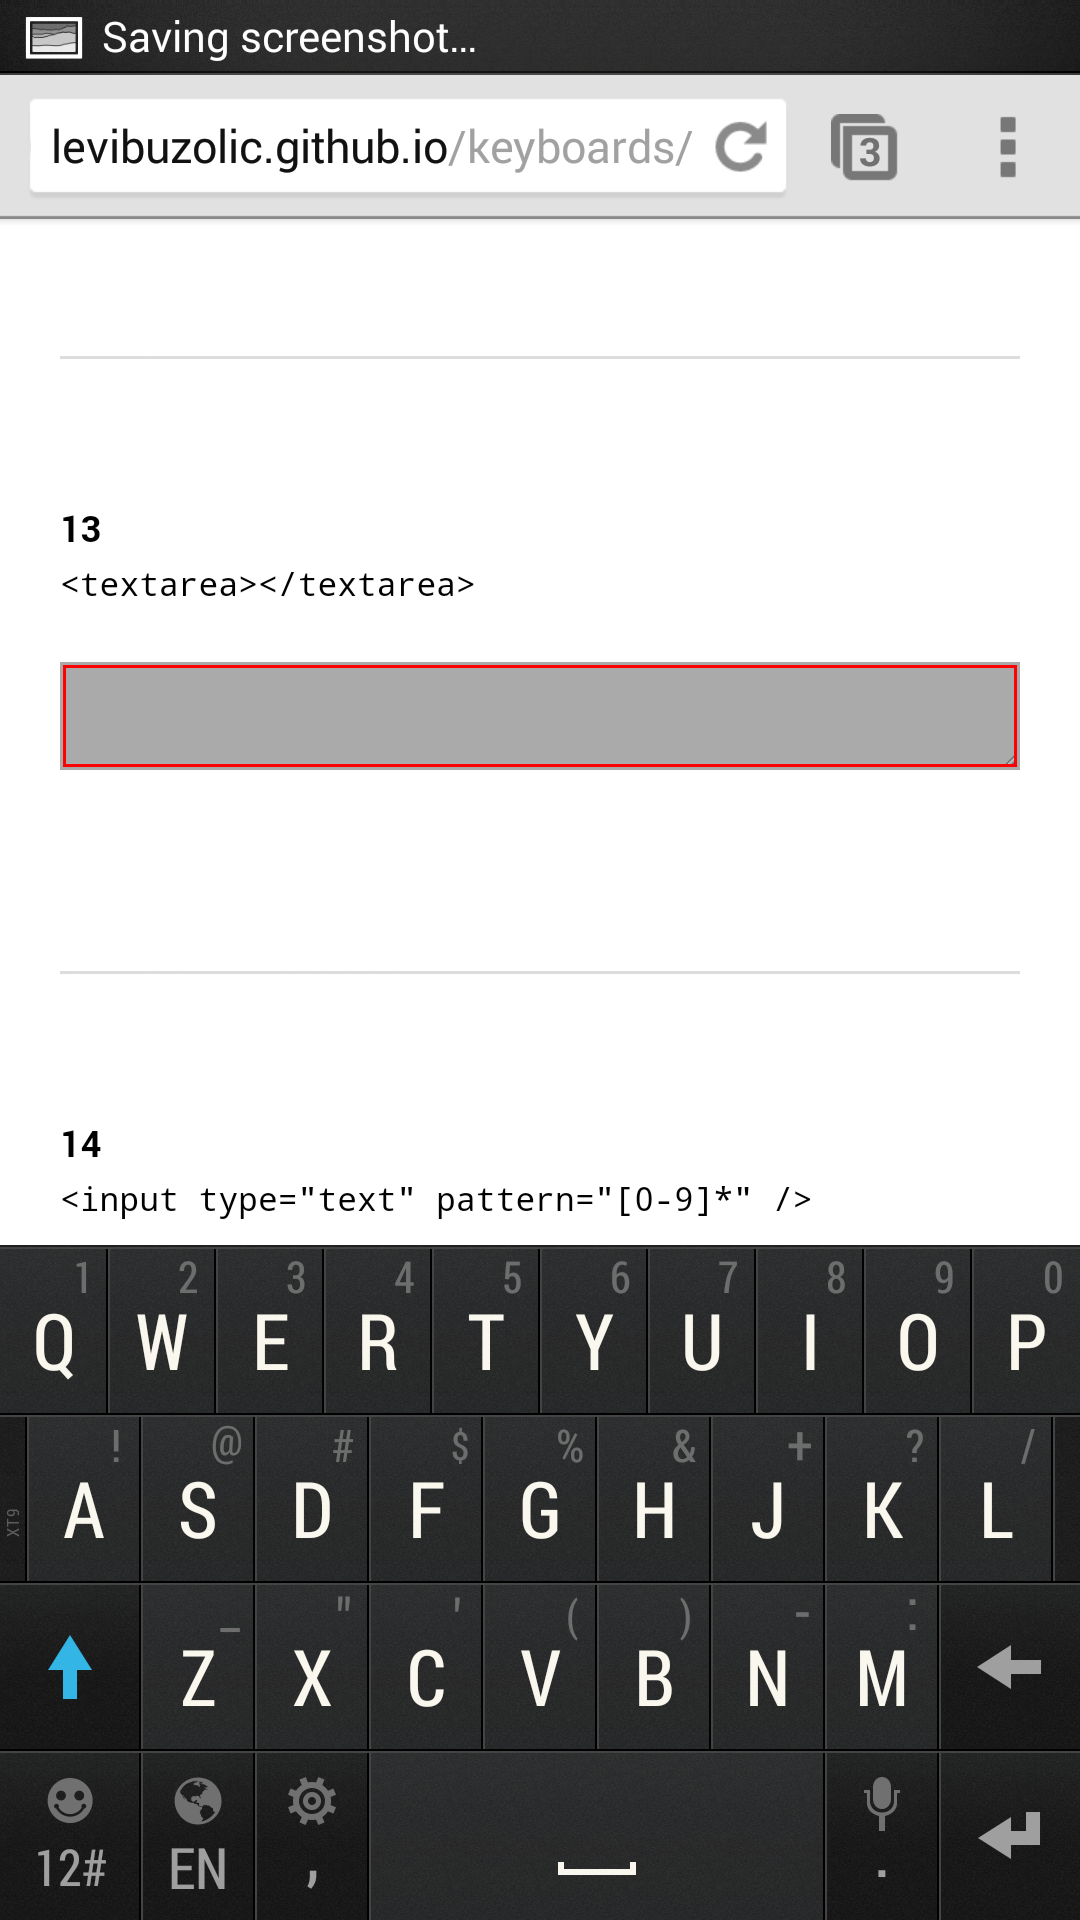 Saving screenshot...
levibuzolic.github.io/keyboards/
3
13
<textarea></textarea>
14
<input type="text" pattern="[0-9]*" />
1 2 3 4 5 6 7 8 9 0
Q W E R T Y U I O P
! @ # $ % & + ? /
XT9 A S D F G H J K L
_ " ' ( ) - :
Z X C V B N M
12# EN , .